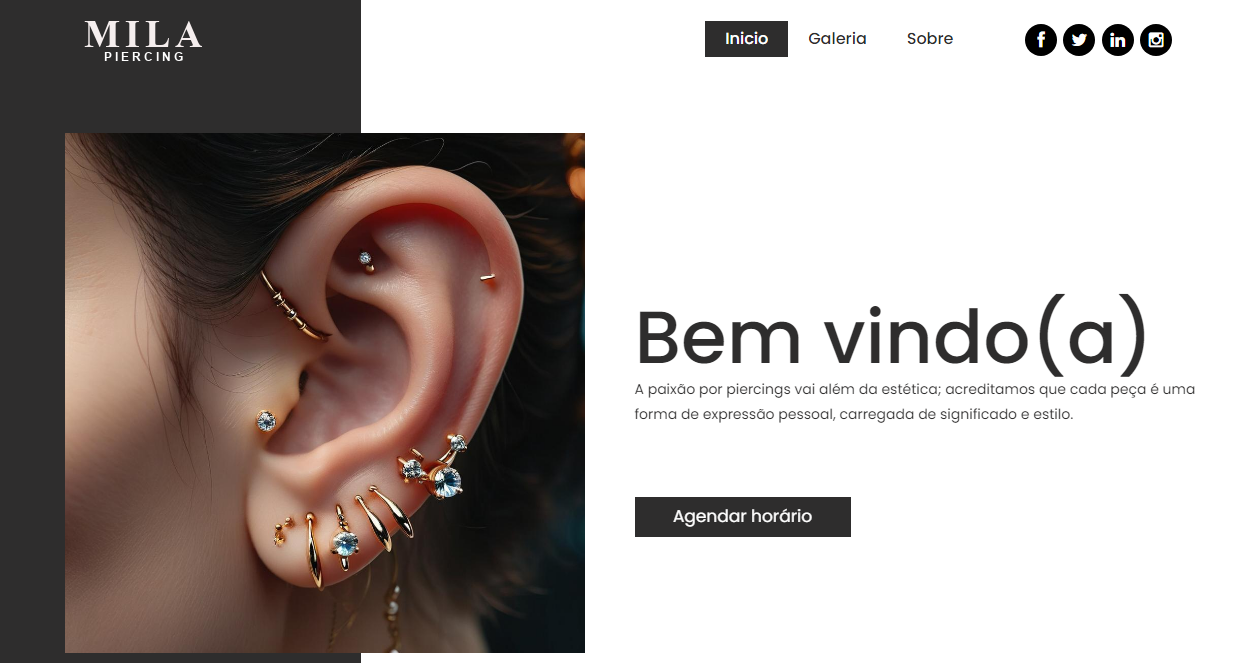 MILA
PIERCING
Inicio
Galeria
Sobre
Bem vindo(a)
A paixão por piercings vai além da estética; acreditamos que cada peça é uma
forma de expressão pessoal, carregada de significado e estilo.
Agendar horário